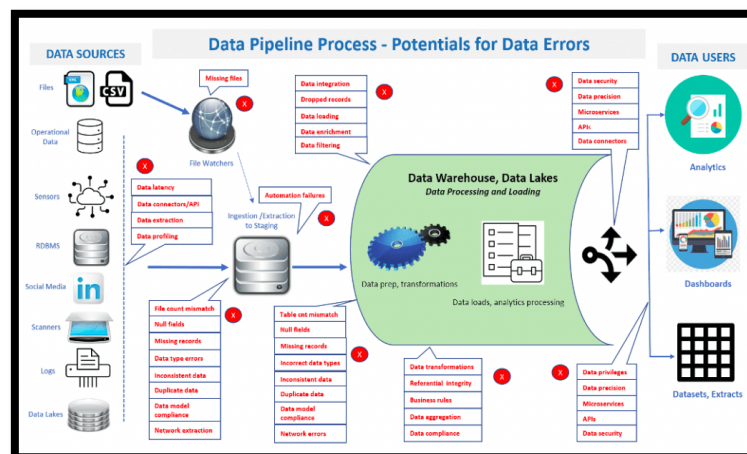 Data Pipeline Process - Potentials for Data Errors
DATA SOURCES
Files
XML
CSV
Operational
Data
Sensors
RDBMS
Social Media
in
Scanners
Logs
Data Lakes
Missing files
X
File Watchers
X
Data latency
Data connectors/API
Data extraction
Data profiling
Automation failures
X
Ingestion /Extraction
to Staging
File count mismatch
Null fields
Missing records
Data type errors
Inconsistent data
Duplicate data
Data model
compliance
Network extraction
X
Data integration
Dropped records
Data loading
Data enrichment
Data filtering
X
Data Warehouse, Data Lakes
Data Processing and Loading
Data prep, transformations
Data loads, analytics processing
Table cnt mismatch
Null fields
Missing records
Incorrect data types
Inconsistent data
Duplicate data
Data model
compliance
Network errors
X
Data transformations
Referential integrity
Business rules
Data aggregation
Data compliance
X
X
Data security
Data precision
Microservices
APIs
Data connectors
X
Data privileges
Data precision
Microservices
APIs
Data security
DATA USERS
Analytics
Dashboards
Datasets, Extracts